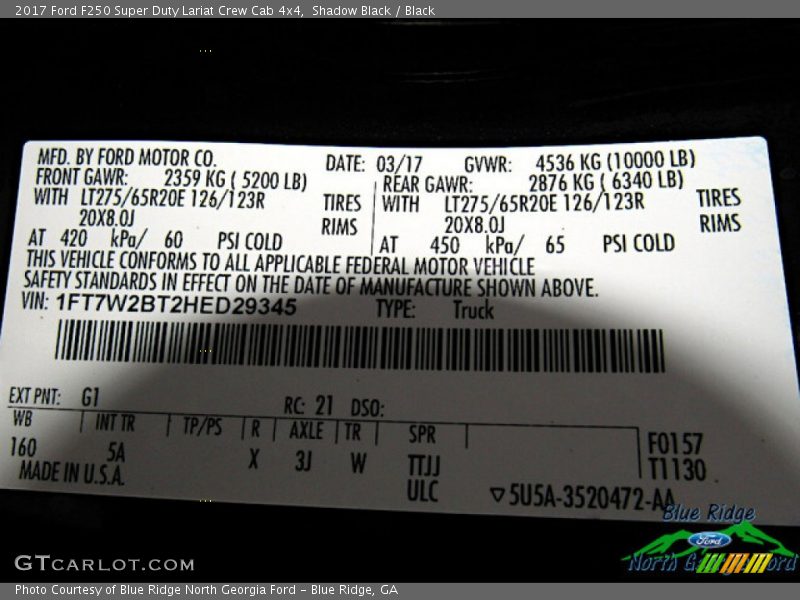 2017 Ford F250 Super Duty Lariat Crew Cab 4x4,  Shadow Black / Black
MFD. BY FORD MOTOR CO. DATE: 03/17 GVWR: 4536 KG (10000 LB)
FRONT GAWR: 2359 KG ( 5200 LB) REAR GAWR: 2876 KG ( 6340 LB)
WITH LT275/65R20E 126/123R TIRES WITH LT275/65R20E 126/123R TIRES
20X8.0J RIMS 20X8.0J RIMS
AT 420 kPa/ 60 PSI COLD AT 450 kPa/ 65 PSI COLD
THIS VEHICLE CONFORMS TO ALL APPLICABLE FEDERAL MOTOR VEHICLE
SAFETY STANDARDS IN EFFECT ON THE DATE OF MANUFACTURE SHOWN ABOVE.
VIN: 1FT7W2BT2HED29345 TYPE: Truck
EXT PNT: G1 RC: 21 DSO:
WB INT TR TP/PS R AXLE TR SPR F0157
160 5A X 3J W TTJJ T1130
MADE IN U.S.A. ULC 5U5A-3520472-AA
Blue Ridge
Ford
North Georgia Ford
GTCARLOT.COM
Photo Courtesy of Blue Ridge North Georgia Ford – Blue Ridge, GA